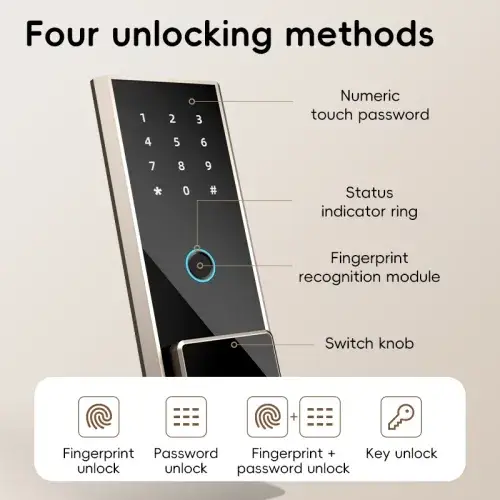 Four unlocking methods
1 2 3
4 5 6
7 8 9
* 0 #
Numeric
touch password
Status
indicator ring
Fingerprint
recognition module
Switch knob
+
Fingerprint
unlock
Password
unlock
Fingerprint +
password unlock
Key unlock